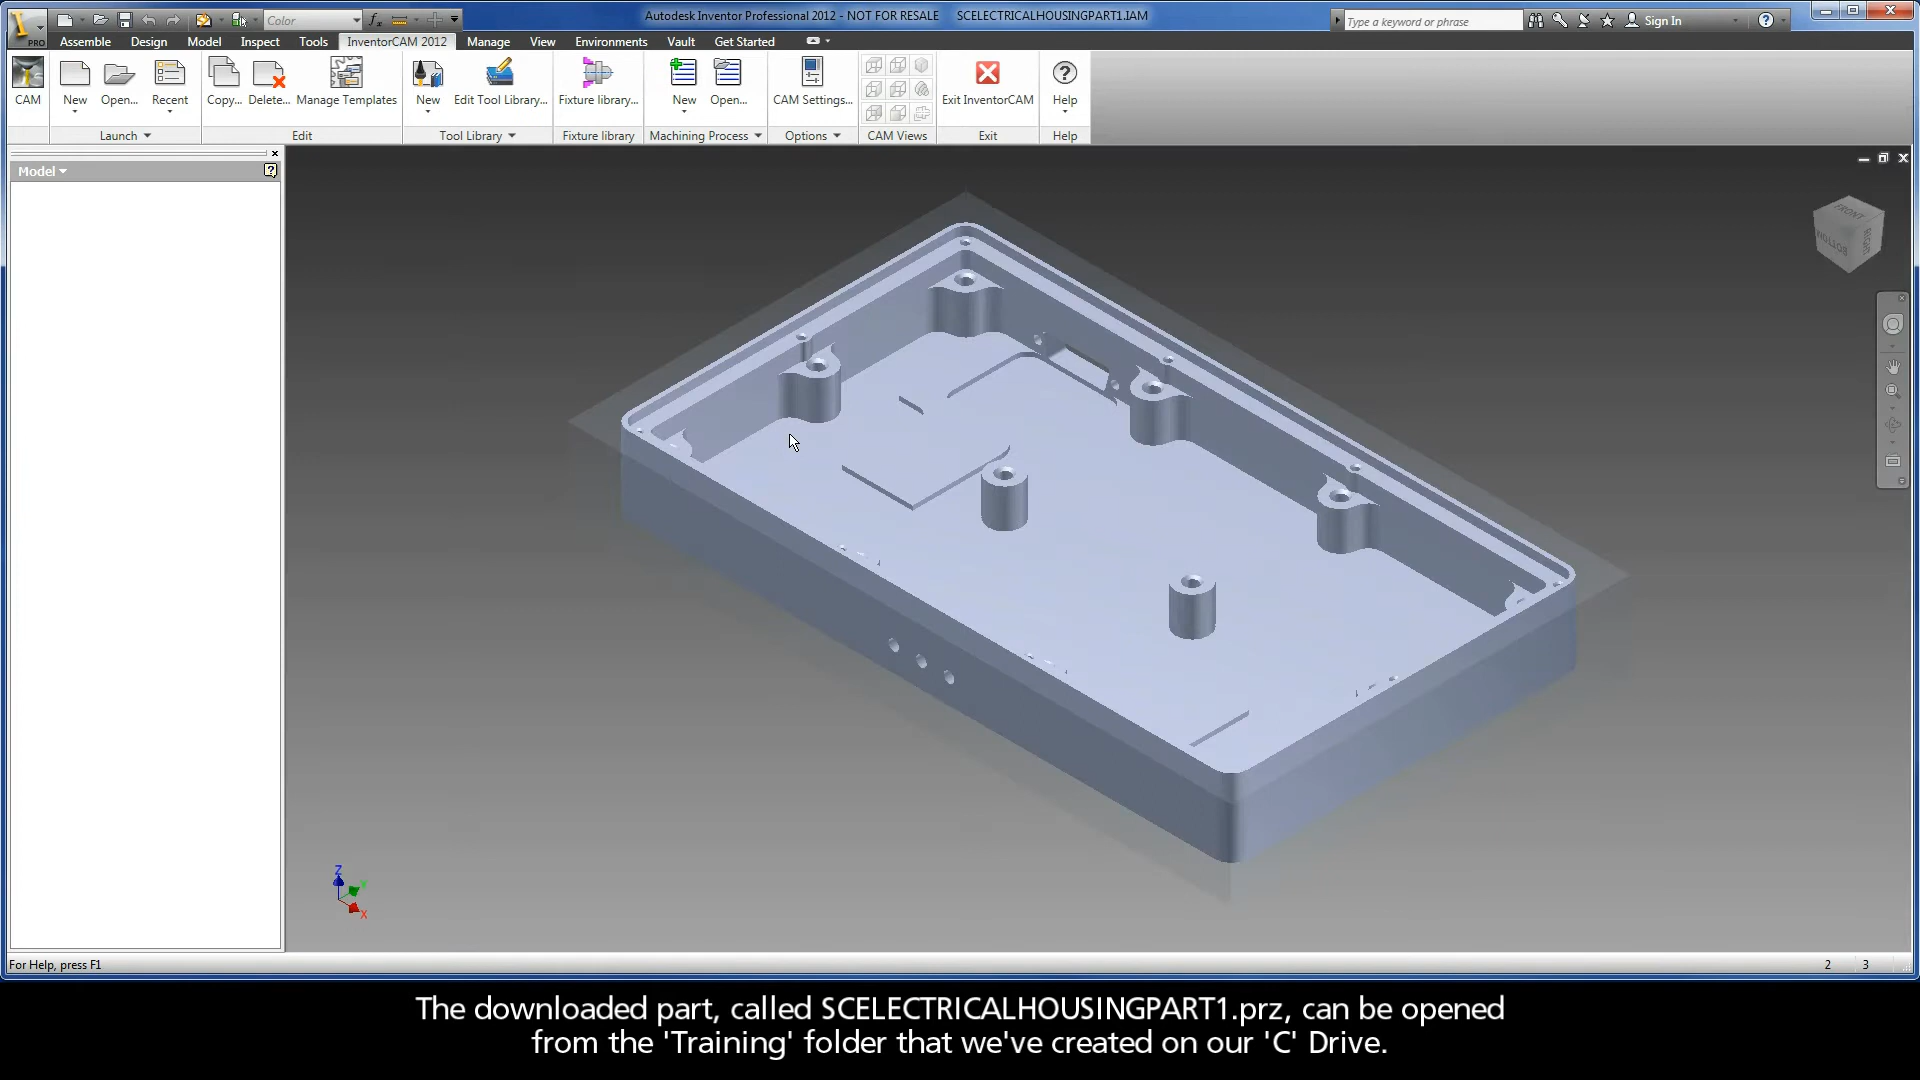 Autodesk Inventor Professional 2012 - NOT FOR RESALE SCELECTRICALHOUSINGPART1.IAM
Color
Type a keyword or phrase
Sign In
PRO
Assemble Design Model Inspect Tools InventorCAM 2012 Manage View Environments Vault Get Started
CAM New Open... Recent Copy... Delete... Manage Templates New Edit Tool Library... Fixture library... New Open... CAM Settings... Exit InventorCAM Help
Launch Edit Tool Library Fixture library Machining Process Options CAM Views Exit Help
Model
FRONT
RIGHT
BOTTOM
Z
Y
X
For Help, press F1
2 3
The downloaded part, called SCELECTRICALHOUSINGPART1.prz, can be opened
from the 'Training' folder that we've created on our 'C' Drive.